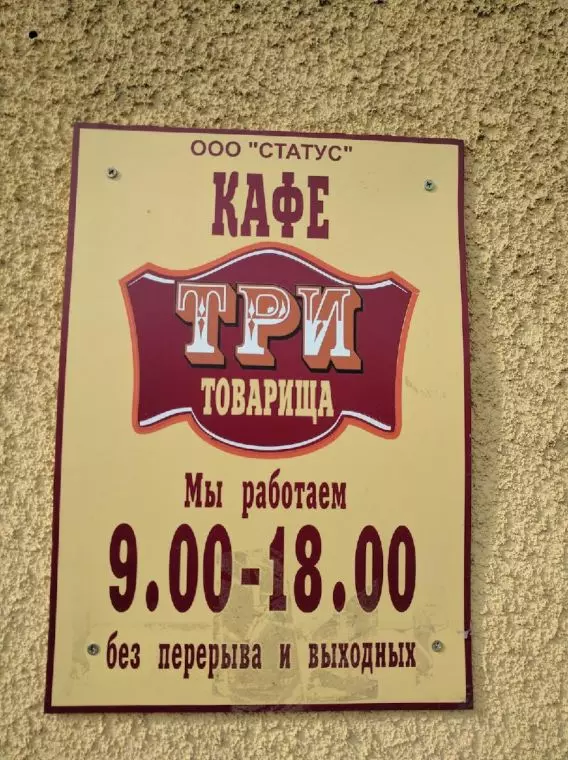 ООО "СТАТУС"
КАФЕ
ТРИ
ТОВАРИЩА
Мы работаем
9.00-18.00
без перерыва и выходных